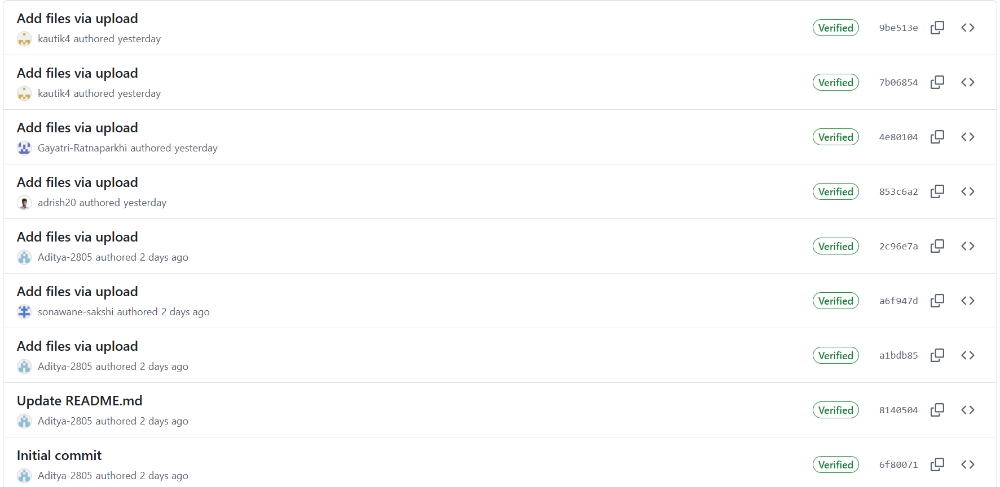 Add files via upload
kautik4 authored yesterday
Verified
9be513e
Add files via upload
kautik4 authored yesterday
Verified
7b06854
Add files via upload
Gayatri-Ratnaparkhi authored yesterday
Verified
4e80104
Add files via upload
adrish20 authored yesterday
Verified
853c6a2
Add files via upload
Aditya-2805 authored 2 days ago
Verified
2c96e7a
Add files via upload
sonawane-sakshi authored 2 days ago
Verified
a6f947d
Add files via upload
Aditya-2805 authored 2 days ago
Verified
a1bdb85
Update README.md
Aditya-2805 authored 2 days ago
Verified
8140504
Initial commit
Aditya-2805 authored 2 days ago
Verified
6f80071